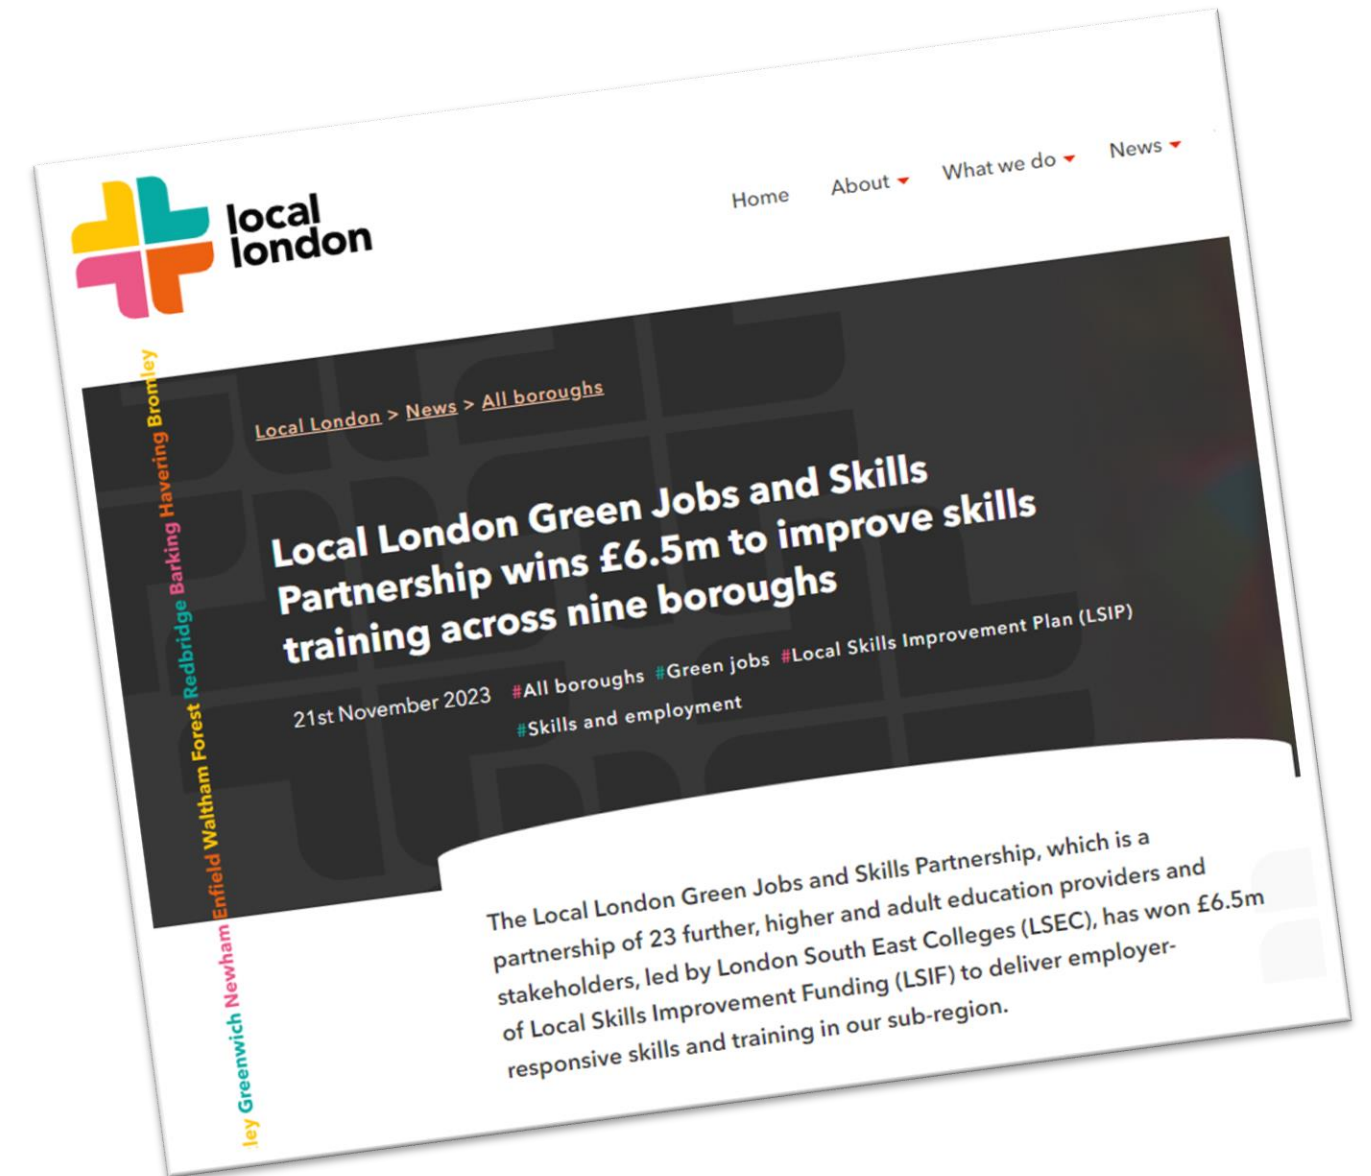 local
london
Home About What we do News
Local London > News > All boroughs
Local London Green Jobs and Skills
Partnership wins £6.5m to improve skills
training across nine boroughs
21st November 2023 #All boroughs #Green jobs #Local Skills Improvement Plan (LSIP)
#Skills and employment
The Local London Green Jobs and Skills Partnership, which is a
partnership of 23 further, higher and adult education providers and
stakeholders, led by London South East Colleges (LSEC), has won £6.5m
of Local Skills Improvement Funding (LSIF) to deliver employer-
responsive skills and training in our sub-region.
Greenwich Newham Enfield Waltham Forest Redbridge Barking Havering Bromley